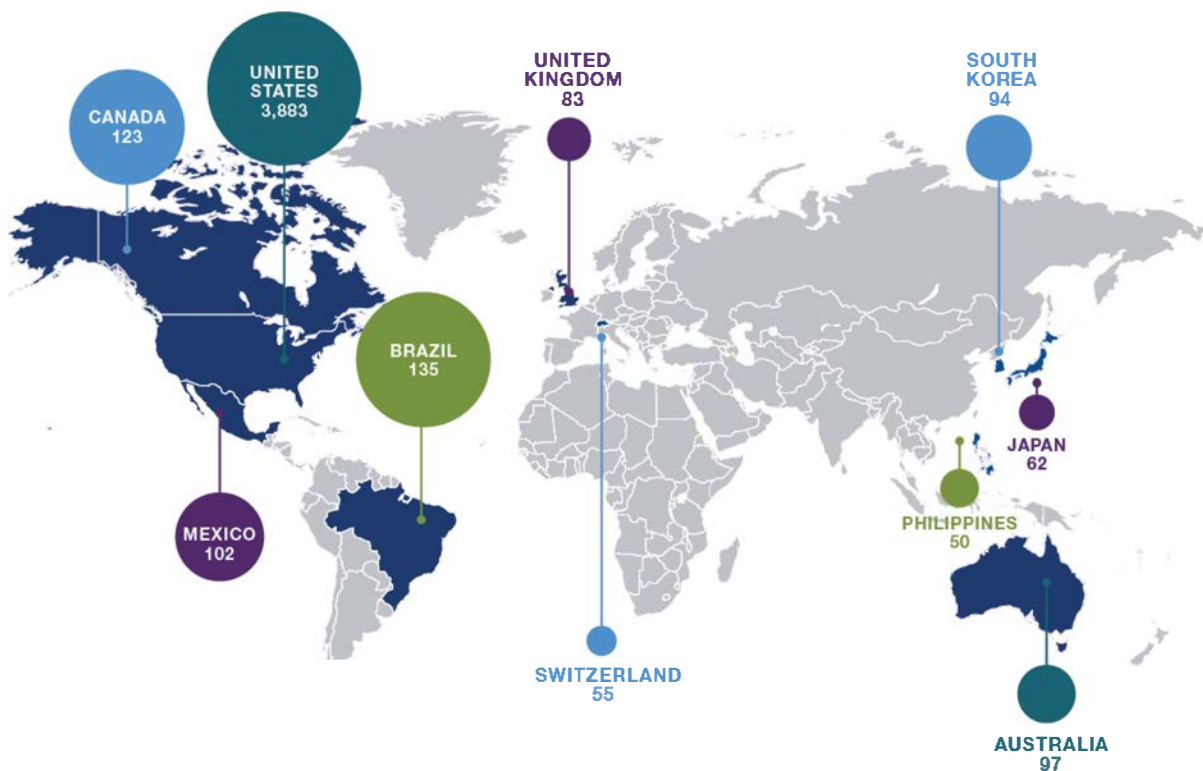 UNITED
STATES
3,883
CANADA
123
UNITED
KINGDOM
83
SOUTH
KOREA
94
BRAZIL
135
JAPAN
62
MEXICO
102
PHILIPPINES
50
SWITZERLAND
55
AUSTRALIA
97